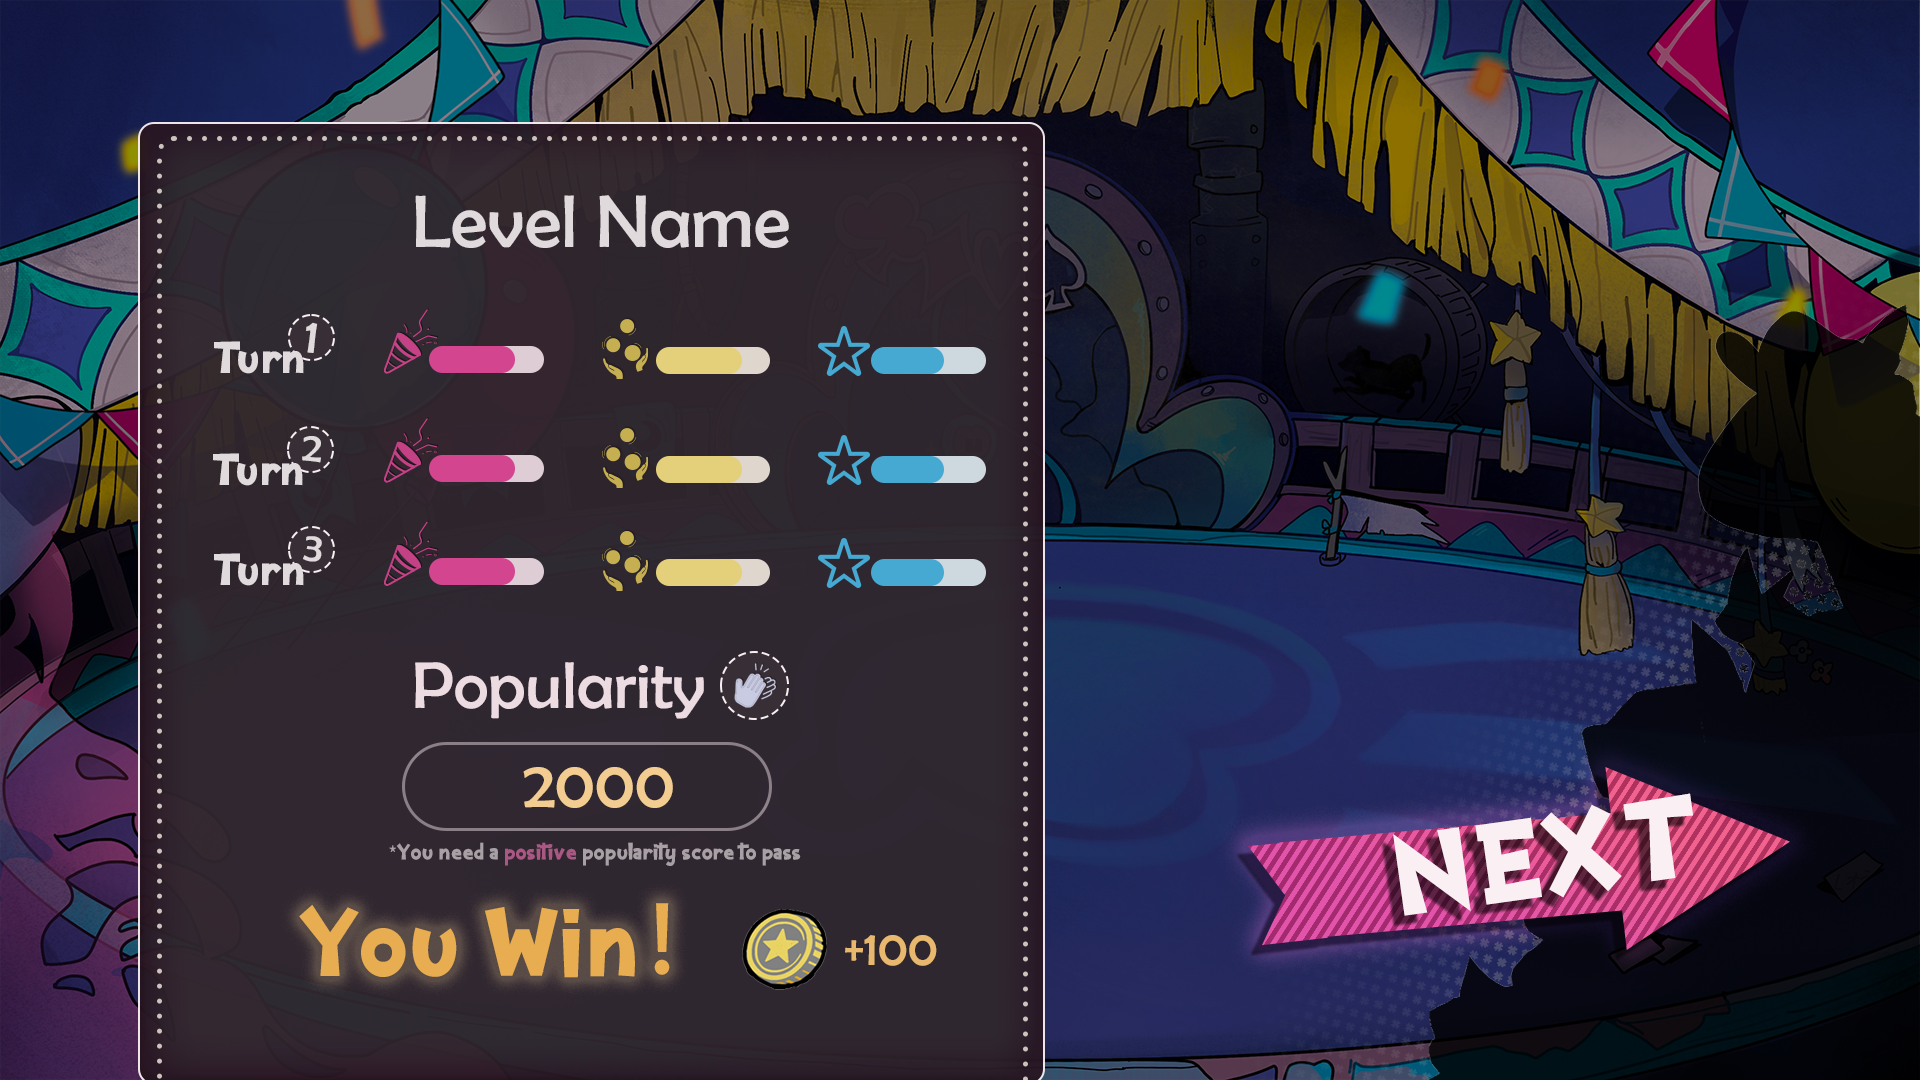 Level Name
Turn 1
Turn 2
Turn 3
Popularity
2000
*You need a positive popularity score to pass
You Win! +100
NEXT